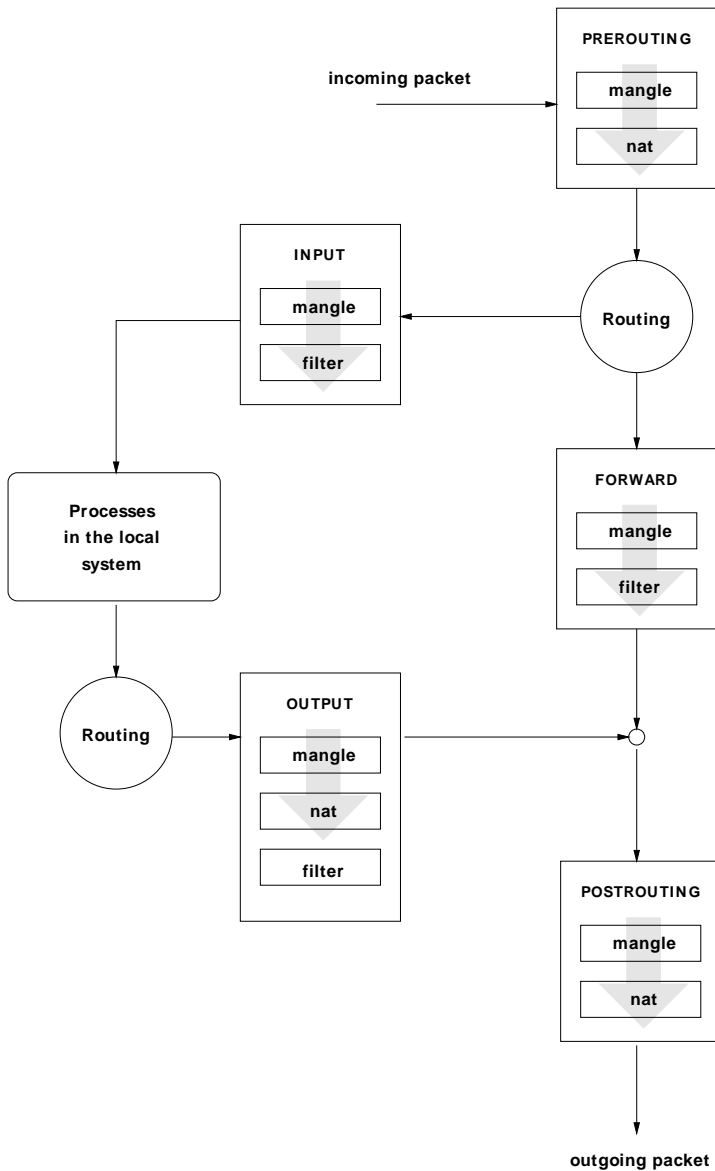 PREROUTING
incoming packet
mangle
nat
INPUT
mangle
filter
Routing
FORWARD
mangle
filter
Processes
in the local
system
Routing
OUTPUT
mangle
nat
filter
POSTROUTING
mangle
nat
outgoing packet